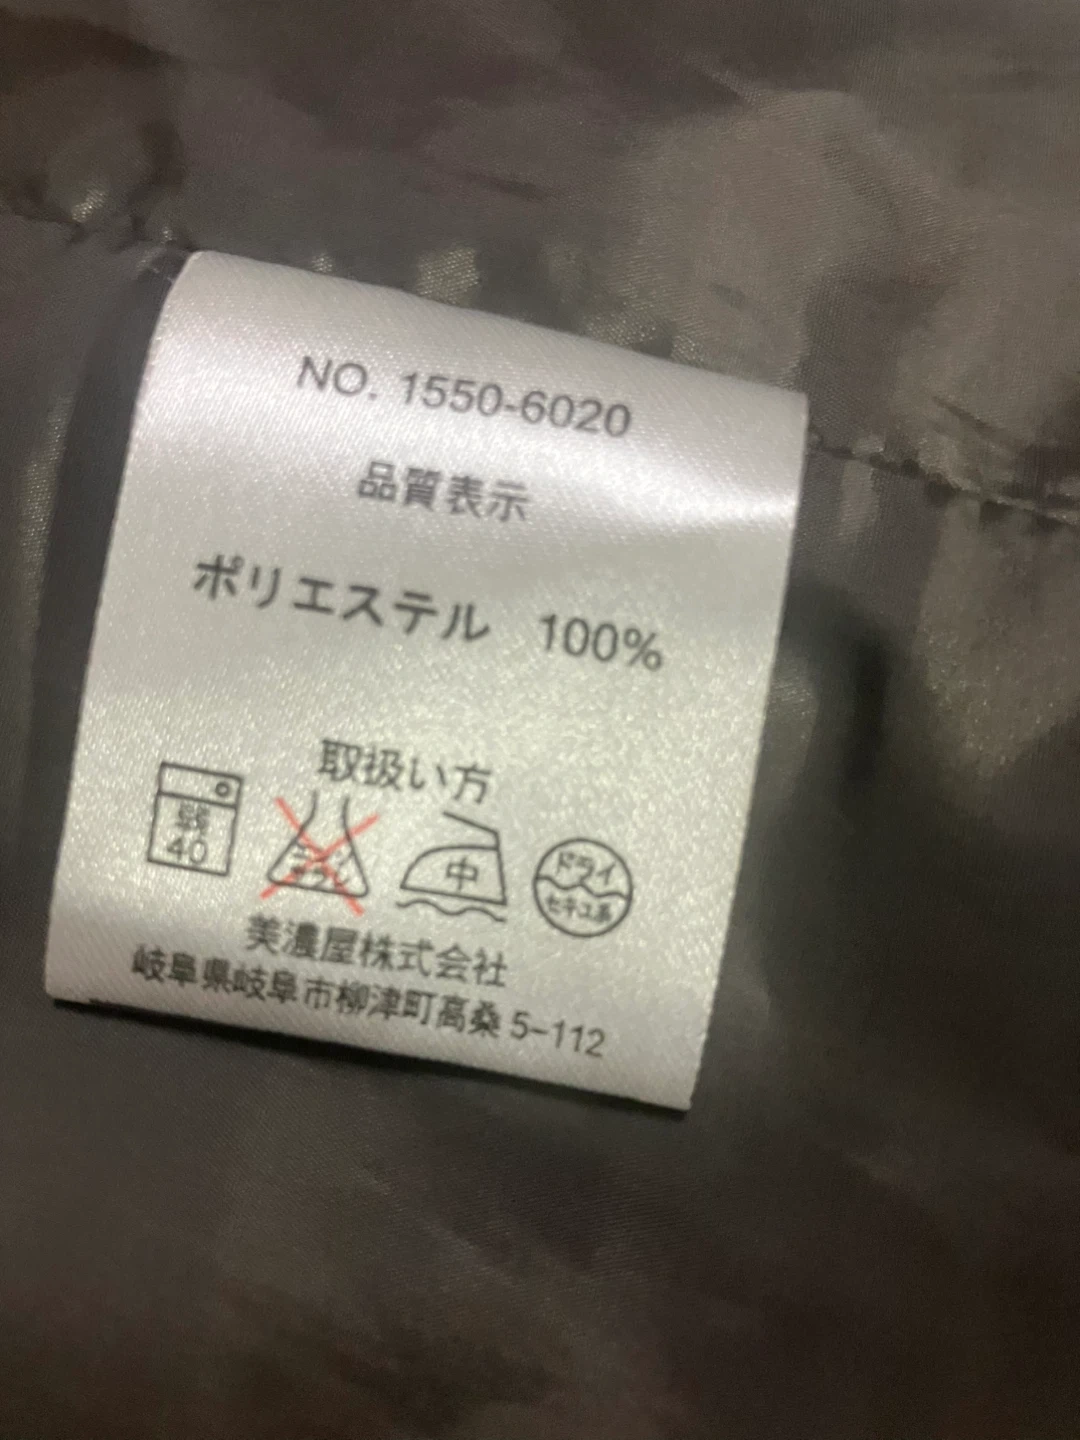 NO. 1550-6020
品質表示
ポリエステル 100%
取扱い方
40
中
ドライ
セキユ系
美濃屋株式会社
岐阜県岐阜市柳津町高桑 5-112